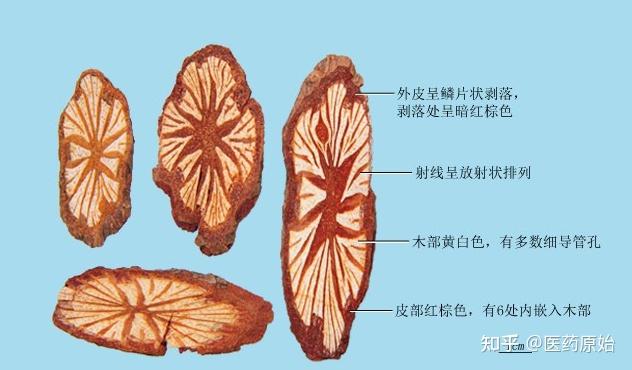 外皮呈鳞片状剥落，
剥落处呈暗红棕色
射线呈放射状排列
木部黄白色，有多数细导管孔
皮部红棕色，有6处内嵌入木部
知乎 @医药原始
cm